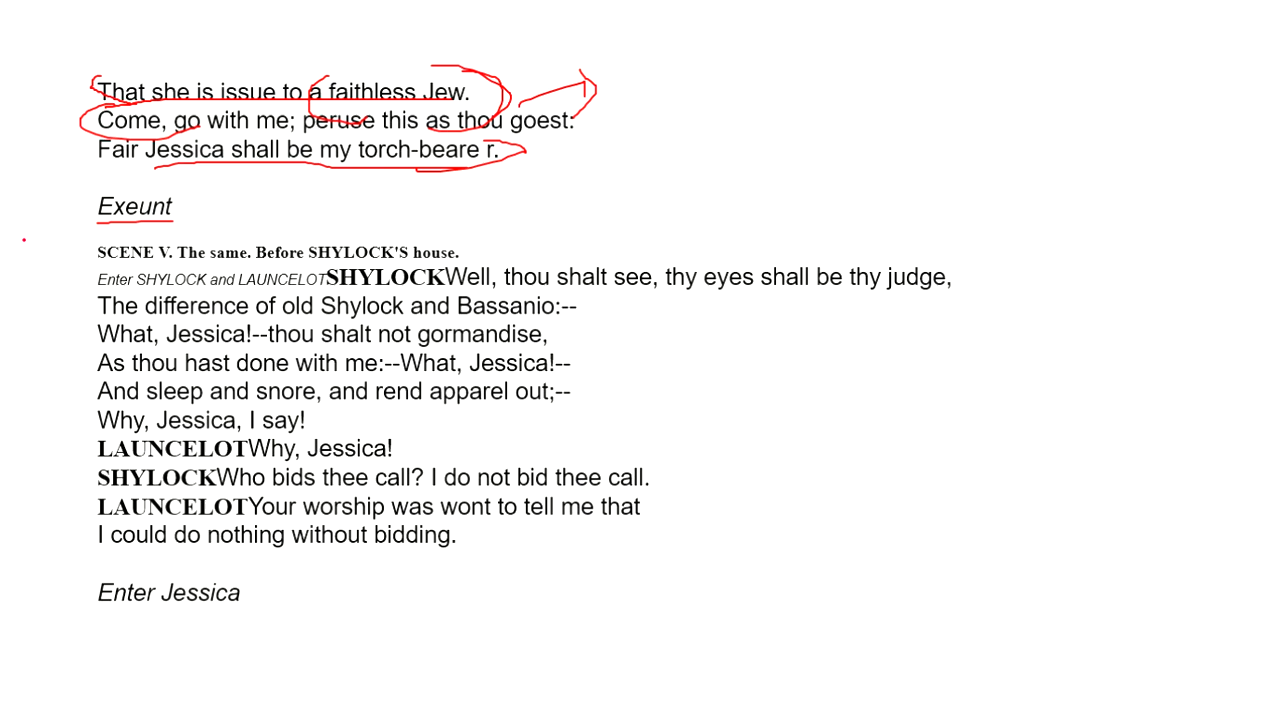 That she is issue to a faithless Jew.
Come, go with me; peruse this as thou goest:
Fair Jessica shall be my torch-beare r.
Exeunt
SCENE V. The same. Before SHYLOCK'S house.
Enter SHYLOCK and LAUNCELOTSHYLOCKWell, thou shalt see, thy eyes shall be thy judge,
The difference of old Shylock and Bassanio:--
What, Jessica!--thou shalt not gormandise,
As thou hast done with me:--What, Jessica!--
And sleep and snore, and rend apparel out;--
Why, Jessica, I say!
LAUNCELOTWhy, Jessica!
SHYLOCKWho bids thee call? I do not bid thee call.
LAUNCELOTYour worship was wont to tell me that
I could do nothing without bidding.
Enter Jessica